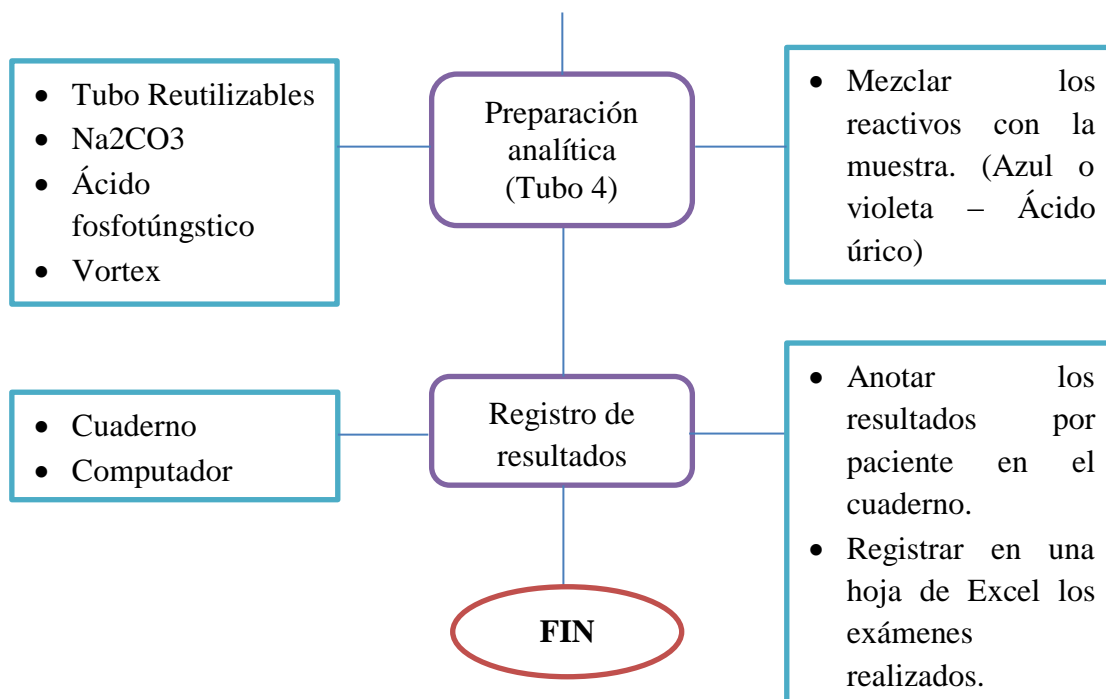 • Tubo Reutilizables
• Na2CO3
• Ácido
fosfotúngstico
• Vortex
Preparación
analítica
(Tubo 4)
• Mezclar los
reactivos con la
muestra. (Azul o
violeta – Ácido
úrico)
• Cuaderno
• Computador
Registro de
resultados
• Anotar los
resultados por
paciente en el
cuaderno.
• Registrar en una
hoja de Excel los
exámenes
realizados.
FIN